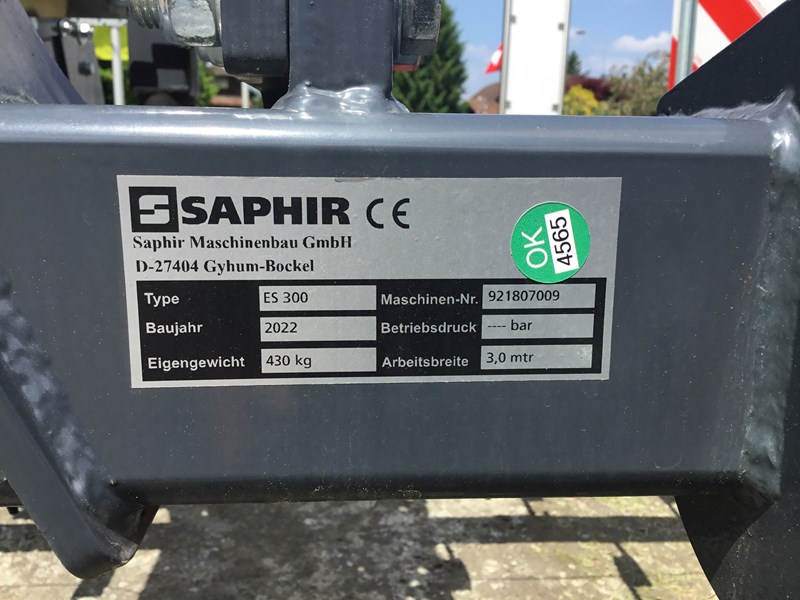 SAPHIR CE
Saphir Maschinenbau GmbH
D-27404 Gyhum-Bockel
OK 4565
Type ES 300 Maschinen-Nr. 921807009
Baujahr 2022 Betriebsdruck ---- bar
Eigengewicht 430 kg Arbeitsbreite 3,0 mtr